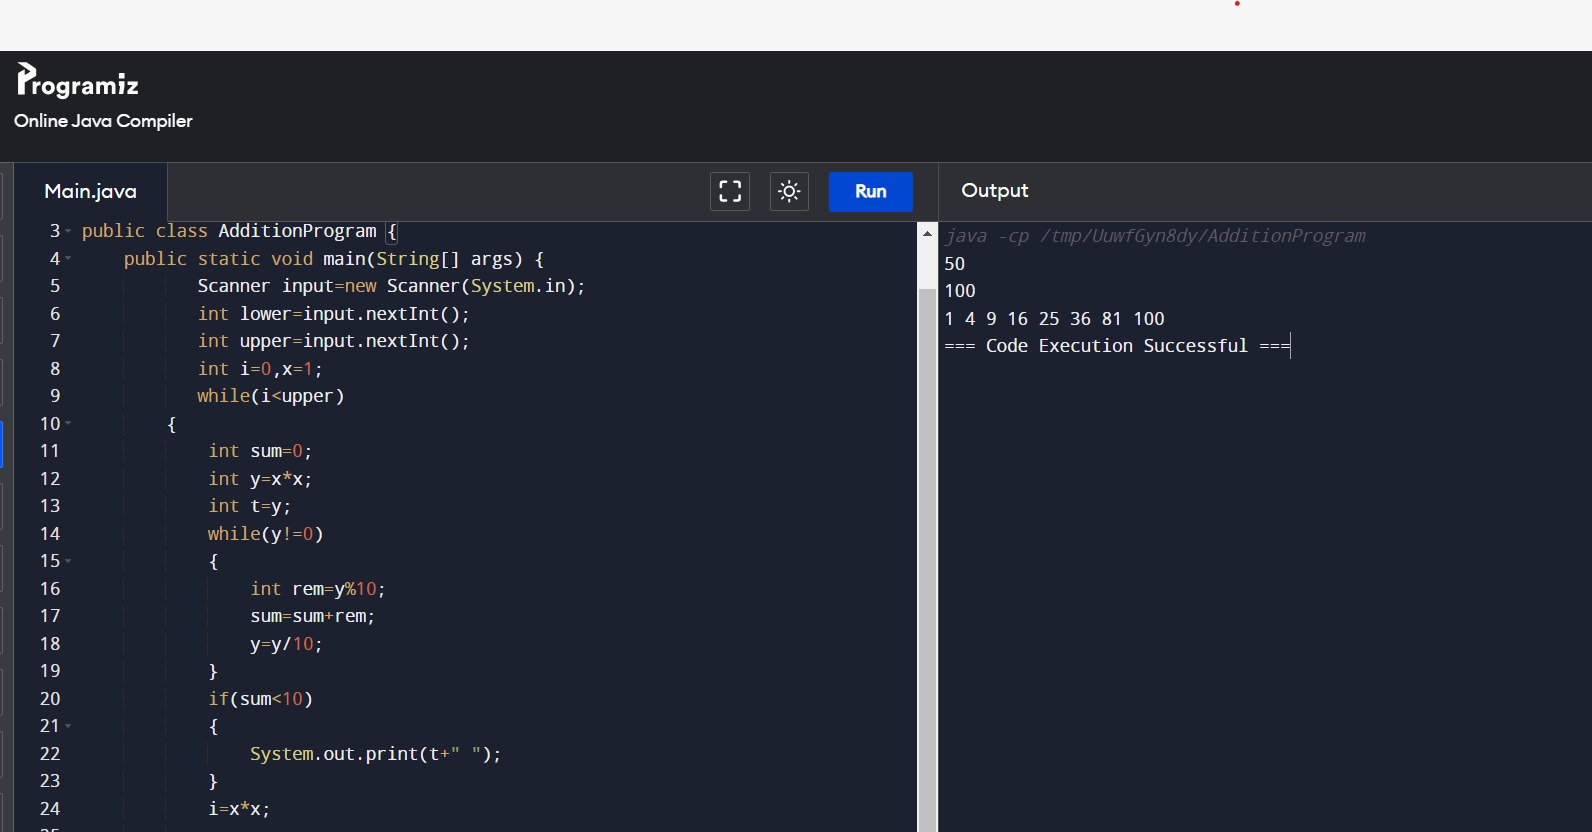 Programiz
Online Java Compiler
Main.java
Run
Output
3 public class AdditionProgram {
4 public static void main(String[] args) {
5 Scanner input=new Scanner(System.in);
6 int lower=input.nextInt();
7 int upper=input.nextInt();
8 int i=0,x=1;
9 while(i<upper)
10 {
11 int sum=0;
12 int y=x*x;
13 int t=y;
14 while(y!=0)
15 {
16 int rem=y%10;
17 sum=sum+rem;
18 y=y/10;
19 }
20 if(sum<10)
21 {
22 System.out.print(t+" ");
23 }
24 i=x*x;
java -cp /tmp/UuwfGyn8dy/AdditionProgram
50
100
1 4 9 16 25 36 81 100
=== Code Execution Successful ===